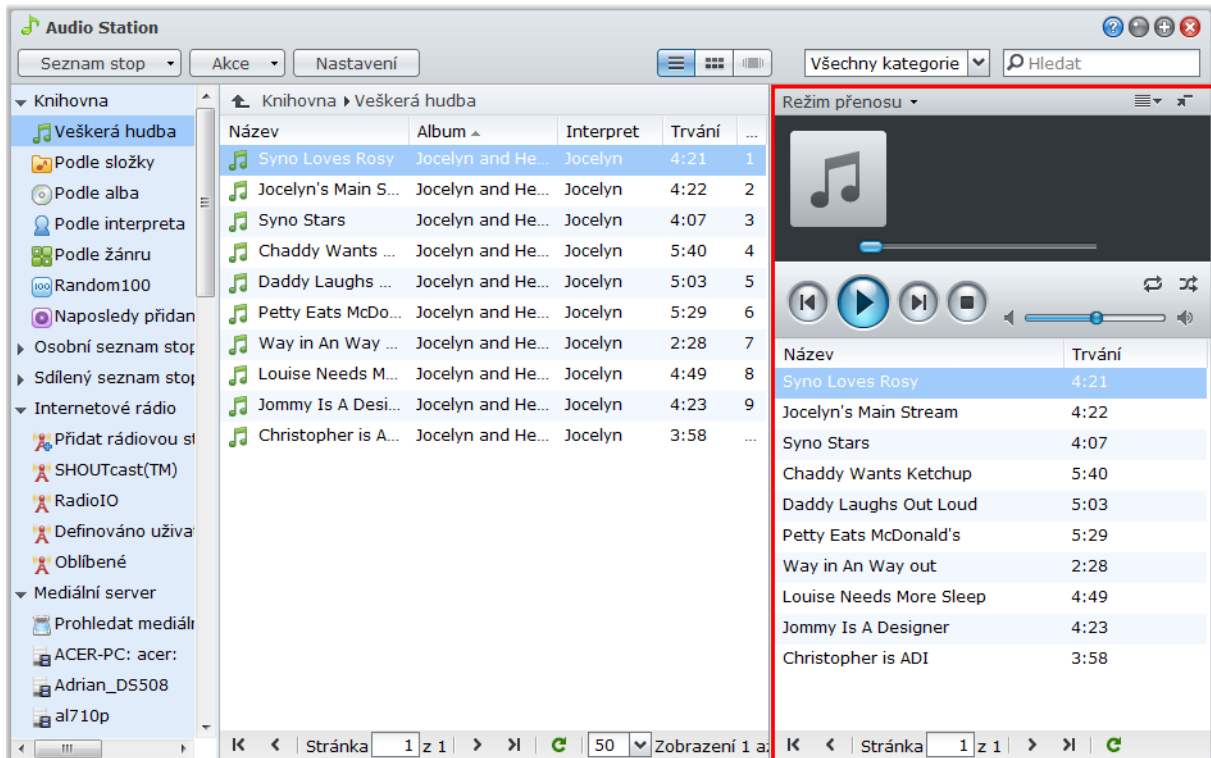 Audio Station
Seznam stop Akce Nastavení Všechny kategorie Hledat
Knihovna
Veškerá hudba
Podle složky
Podle alba
Podle interpreta
Podle žánru
Random100
Naposledy přidan
Osobní seznam stop
Sdílený seznam stop
Internetové rádio
Přidat rádiovou st
SHOUTcast(TM)
RadioIO
Definováno uživa
Oblíbené
Mediální server
Prohledat mediáln
ACER-PC: acer:
Adrian_DS508
al710p
Knihovna Veškerá hudba
Název Album Interpret Trvání ...
Syno Loves Rosy Jocelyn and He... Jocelyn 4:21 1
Jocelyn's Main S... Jocelyn and He... Jocelyn 4:22 2
Syno Stars Jocelyn and He... Jocelyn 4:07 3
Chaddy Wants ... Jocelyn and He... Jocelyn 5:40 4
Daddy Laughs ... Jocelyn and He... Jocelyn 5:03 5
Petty Eats McDo... Jocelyn and He... Jocelyn 5:29 6
Way in An Way ... Jocelyn and He... Jocelyn 2:28 7
Louise Needs M... Jocelyn and He... Jocelyn 4:49 8
Jommy Is A Desi... Jocelyn and He... Jocelyn 4:23 9
Christopher is A... Jocelyn and He... Jocelyn 3:58 ...
Stránka 1 z 1 50 Zobrazení 1 až
Režim přenosu
Název Trvání
Syno Loves Rosy 4:21
Jocelyn's Main Stream 4:22
Syno Stars 4:07
Chaddy Wants Ketchup 5:40
Daddy Laughs Out Loud 5:03
Petty Eats McDonald's 5:29
Way in An Way out 2:28
Louise Needs More Sleep 4:49
Jommy Is A Designer 4:23
Christopher is ADI 3:58
Stránka 1 z 1